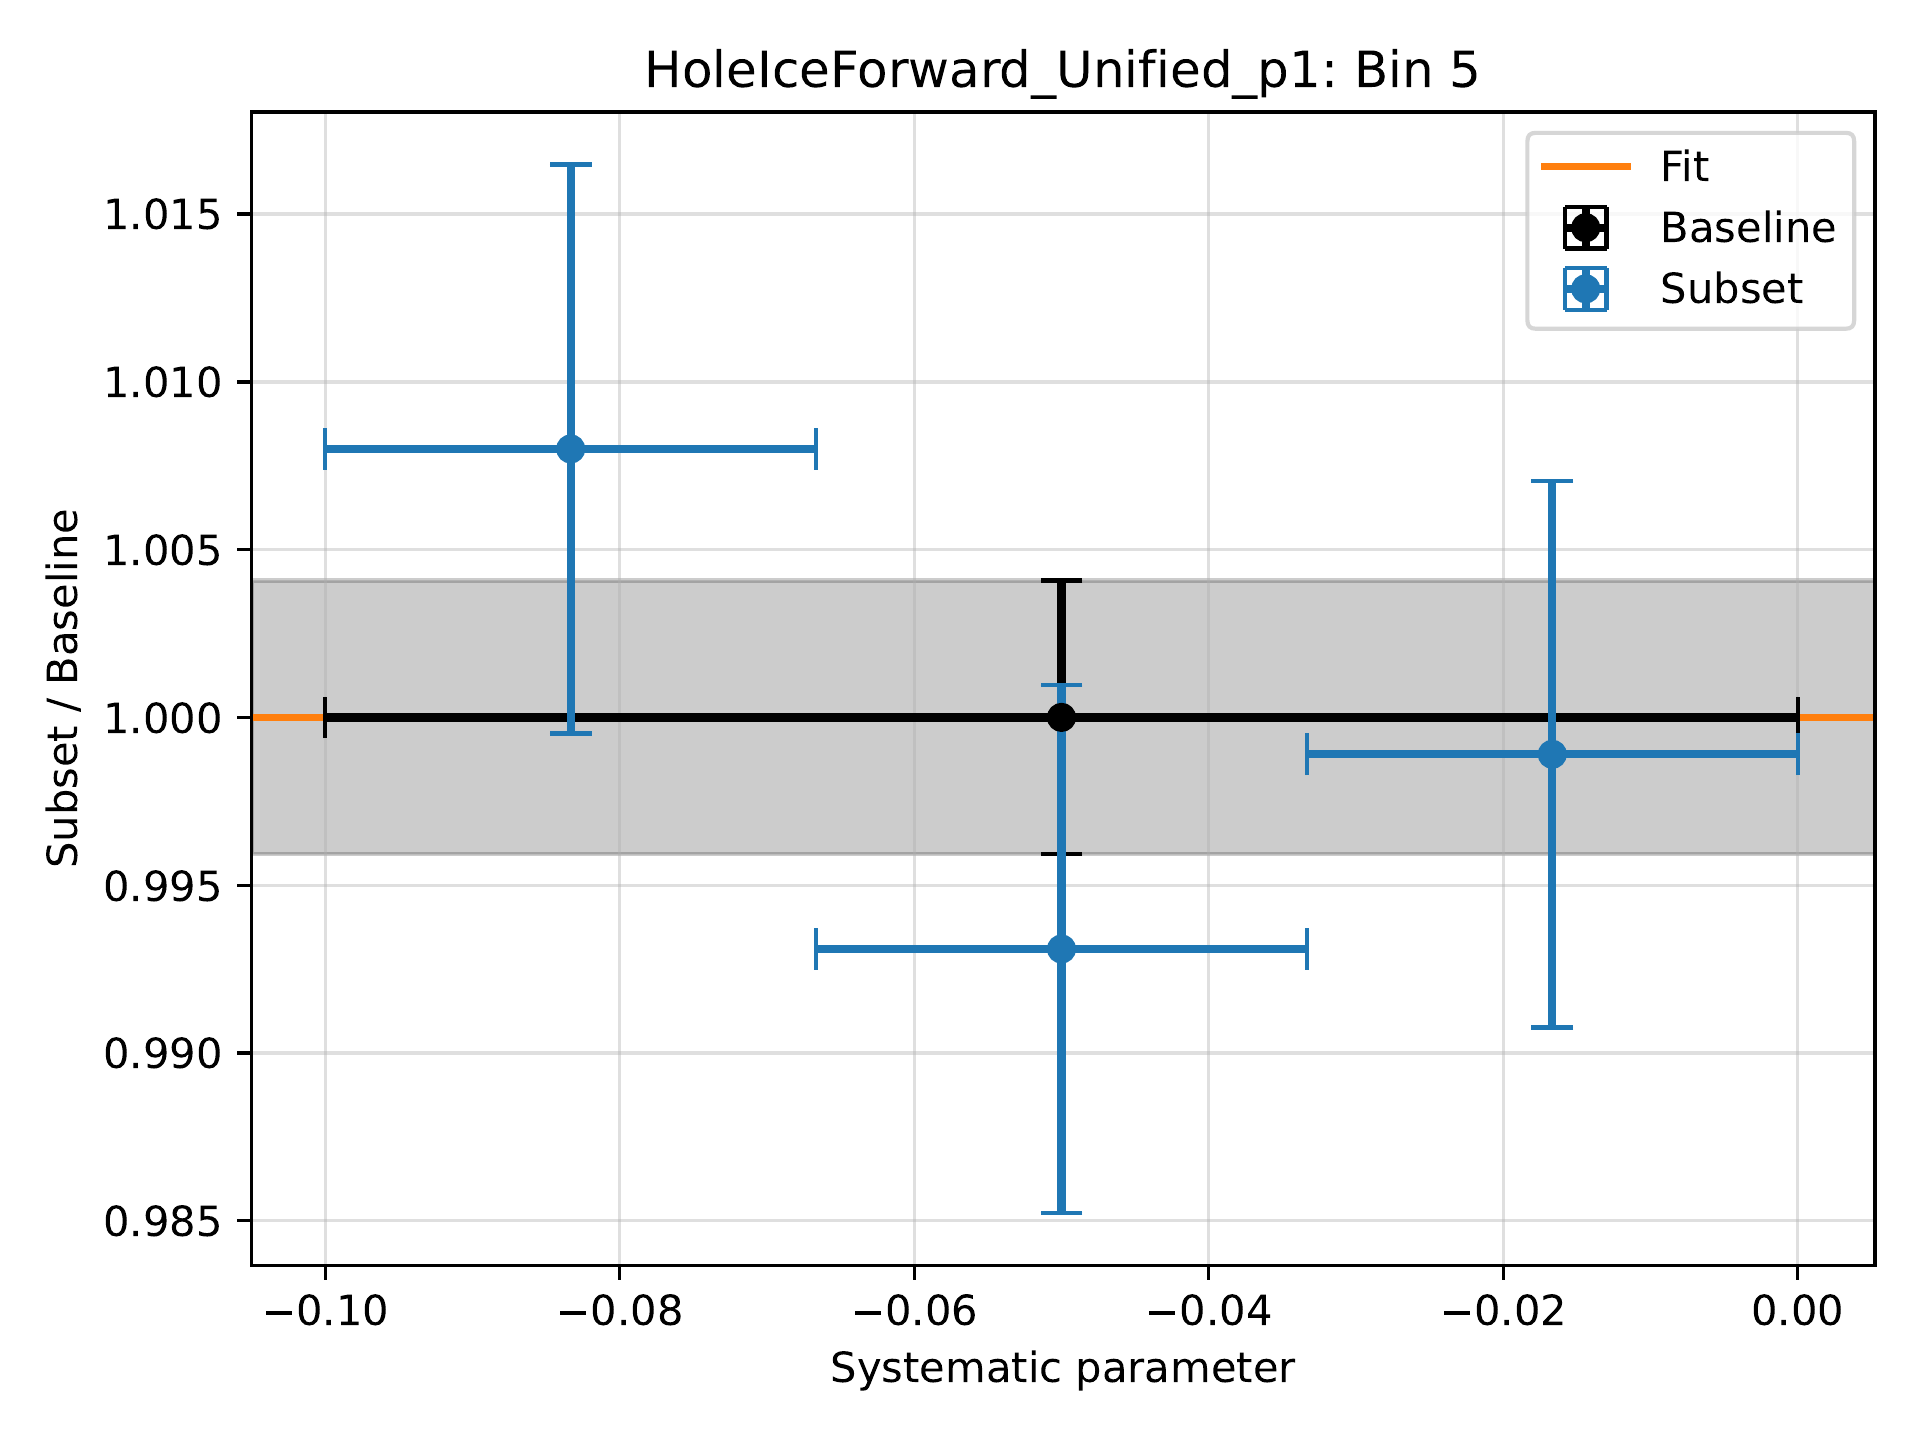 HoleIceForward_Unified_p1: Bin 5
Fit
Baseline
Subset
1.015
1.010
1.005
1.000
0.995
0.990
0.985
Subset / Baseline
−0.10
−0.08
−0.06
−0.04
−0.02
0.00
Systematic parameter